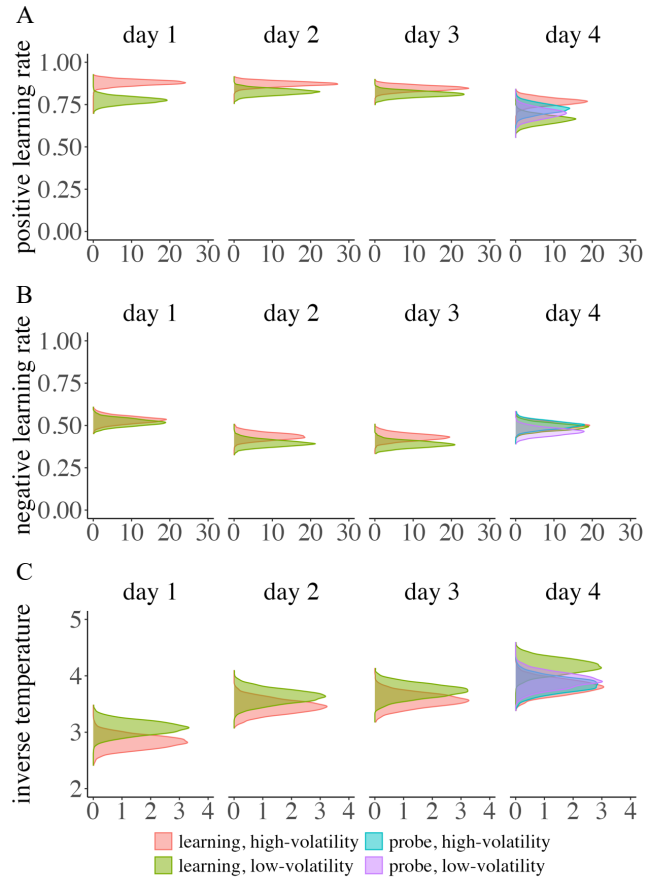 A
day 1 day 2 day 3 day 4
positive learning rate
1.00
0.75
0.50
0.25
0.00
0 10 20 30 0 10 20 30 0 10 20 30 0 10 20 30
B
day 1 day 2 day 3 day 4
negative learning rate
1.00
0.75
0.50
0.25
0.00
0 10 20 30 0 10 20 30 0 10 20 30 0 10 20 30
C
day 1 day 2 day 3 day 4
inverse temperature
5
4
3
2
0 1 2 3 4 0 1 2 3 4 0 1 2 3 4 0 1 2 3 4
learning, high-volatility probe, high-volatility
learning, low-volatility probe, low-volatility